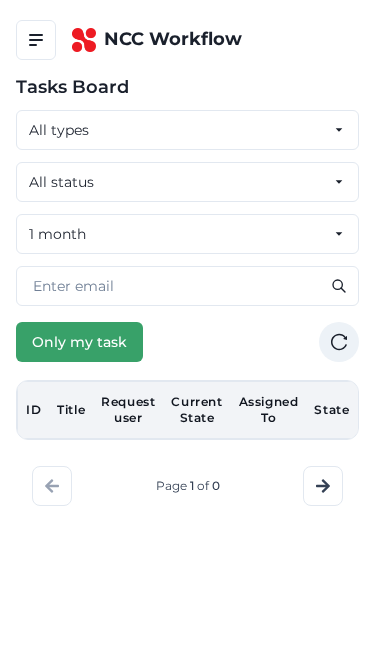 NCC Workflow
Tasks Board
All types
All status
1 month
Enter email
Only my task
ID Title Request user Current State Assigned To State
Page 1 of 0